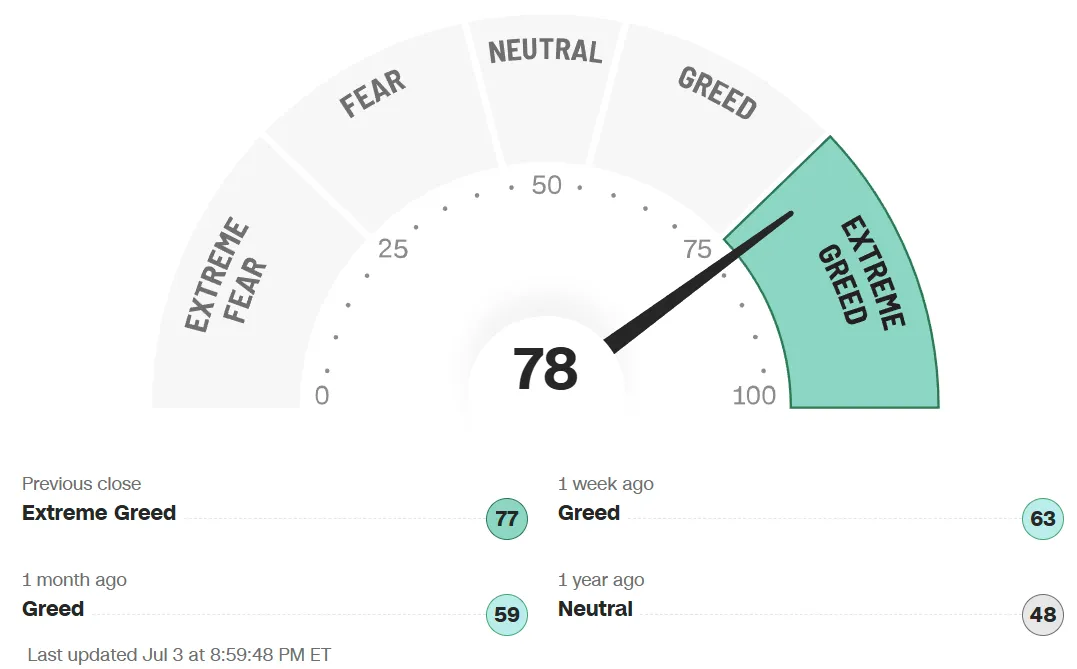 EXTREME
FEAR
FEAR
NEUTRAL
GREED
EXTREME
GREED
0
25
50
75
100
78
Previous close
Extreme Greed 77
1 week ago
Greed 63
1 month ago
Greed 59
1 year ago
Neutral 48
Last updated Jul 3 at 8:59:48 PM ET